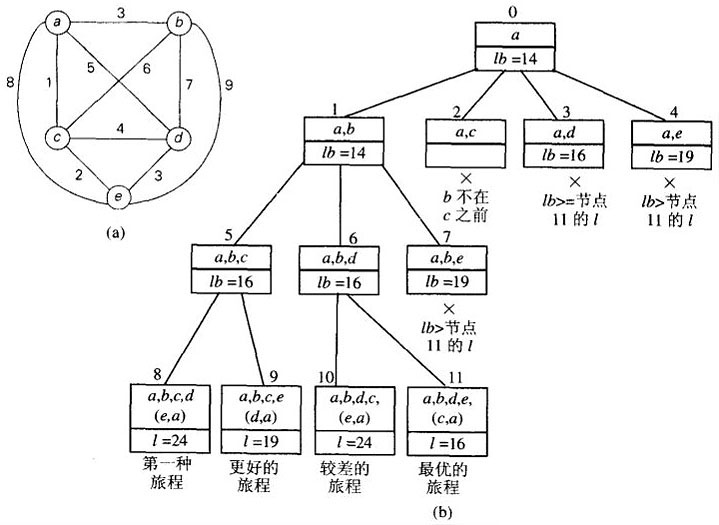 a 3 b
8 5 6 9
1 7
c 4 d
2 3
e
(a)
0
a
lb =14
1 2 3 4
a,b a,c a,d a,e
lb =14 lb =16 lb =19
× × ×
b 不在 lb>=节点 lb>节点
c 之前 11 的 l 11 的 l
5 6 7
a,b,c a,b,d a,b,e
lb =16 lb =16 lb =19
×
lb>节点
11 的 l
8 9 10 11
a,b,c,d a,b,c,e a,b,d,c, a,b,d,e,
(e,a) (d,a) (e,a) (c,a)
l =24 l =19 l =24 l =16
第一种 更好的 较差的 最优的
旅程 旅程 旅程 旅程
(b)